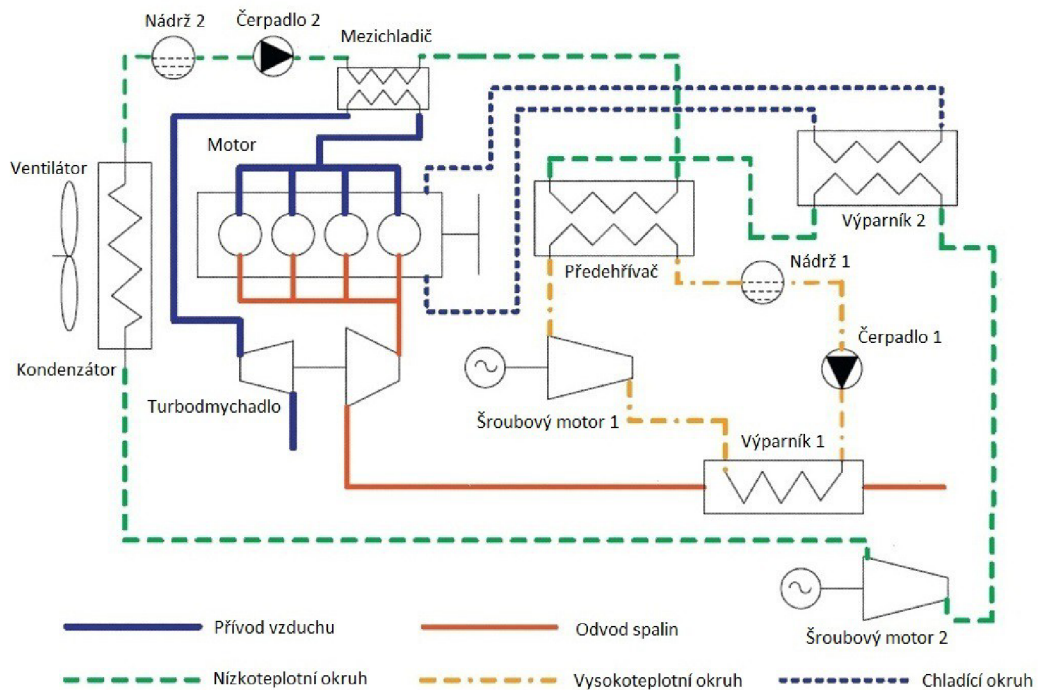 Nádrž 2
Čerpadlo 2
Mezichladič
Motor
Ventilátor
Výparník 2
Předehřívač
Nádrž 1
Čerpadlo 1
Kondenzátor
Turbodmychadlo
Šroubový motor 1
Výparník 1
Šroubový motor 2
Přívod vzduchu
Odvod spalin
Nízkoteplotní okruh
Vysokoteplotní okruh
Chladící okruh